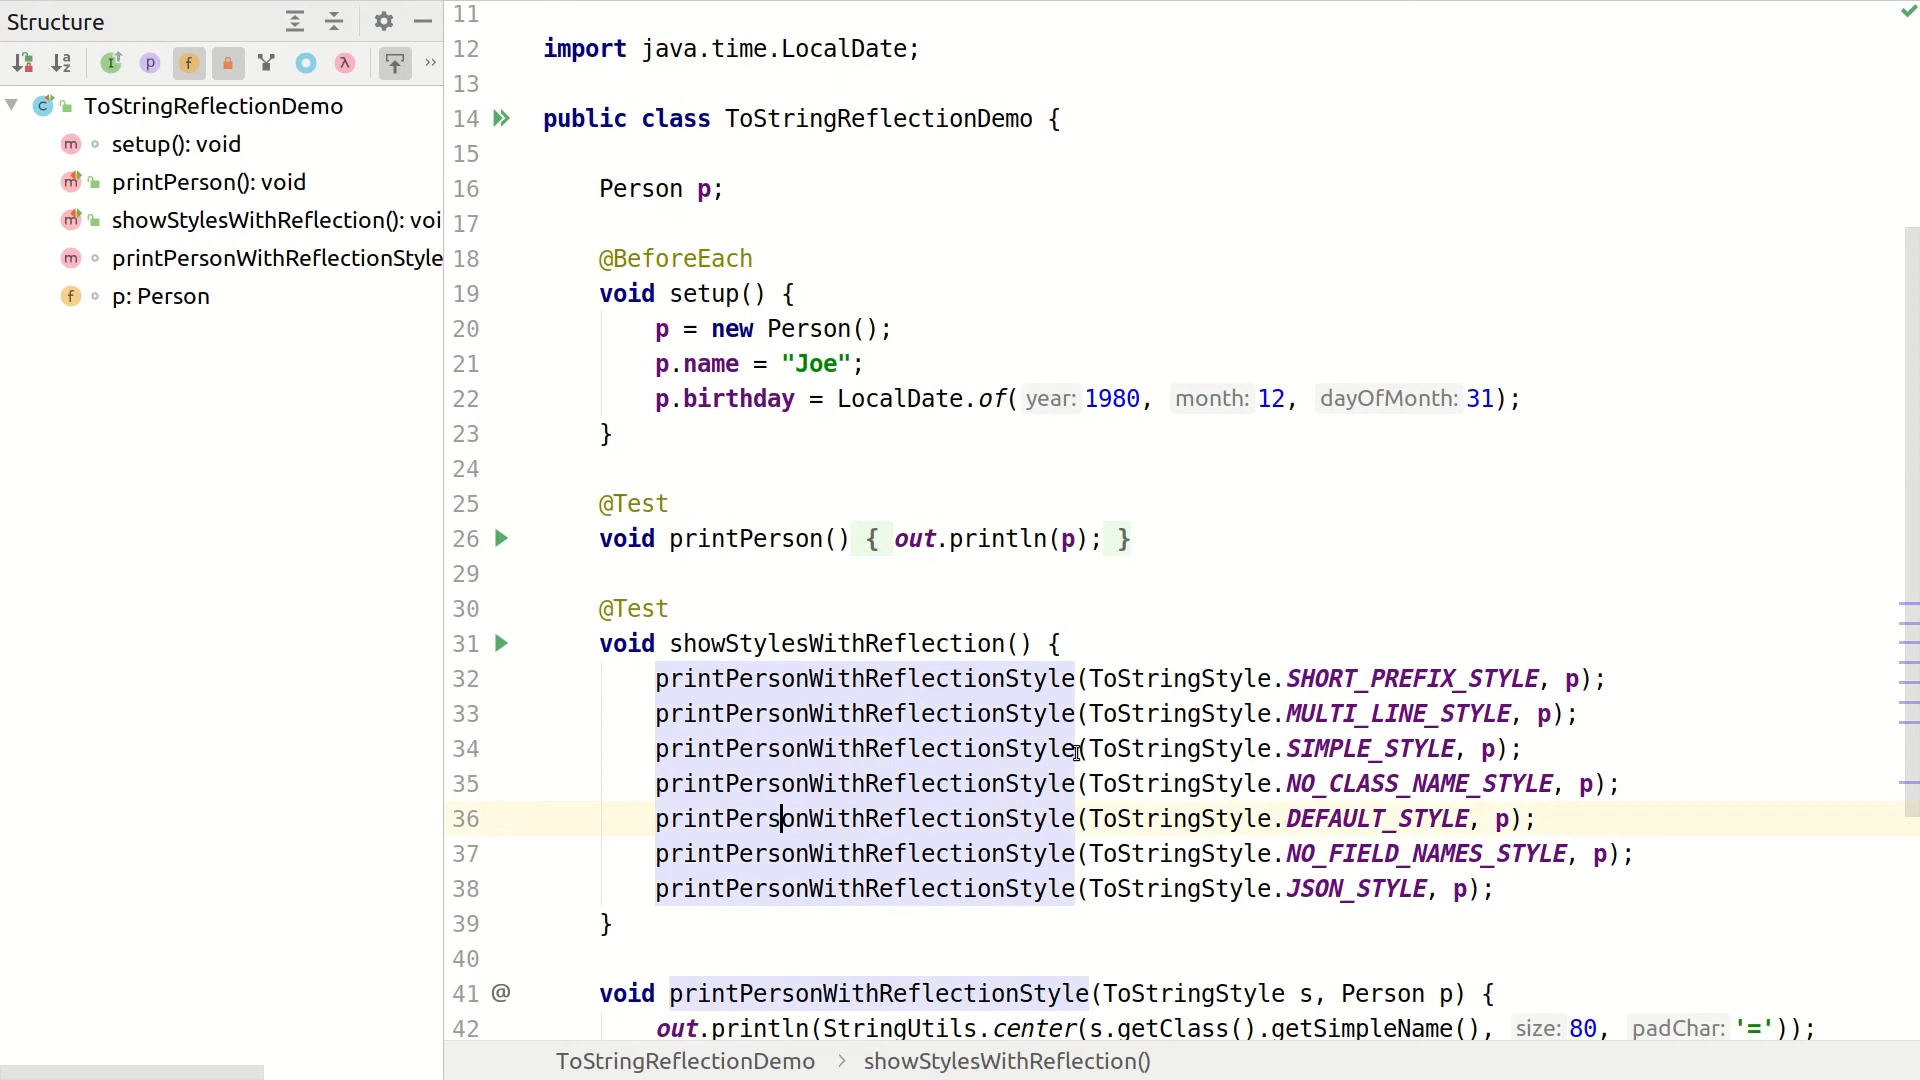 Structure
ToStringReflectionDemo
setup(): void
printPerson(): void
showStylesWithReflection(): voi
printPersonWithReflectionStyle
p: Person
11
12 import java.time.LocalDate;
13
14 public class ToStringReflectionDemo {
15
16 Person p;
17
18 @BeforeEach
19 void setup() {
20 p = new Person();
21 p.name = "Joe";
22 p.birthday = LocalDate.of( year: 1980, month: 12, dayOfMonth: 31);
23 }
24
25 @Test
26 void printPerson() { out.println(p); }
29
30 @Test
31 void showStylesWithReflection() {
32 printPersonWithReflectionStyle(ToStringStyle.SHORT_PREFIX_STYLE, p);
33 printPersonWithReflectionStyle(ToStringStyle.MULTI_LINE_STYLE, p);
34 printPersonWithReflectionStyle(ToStringStyle.SIMPLE_STYLE, p);
35 printPersonWithReflectionStyle(ToStringStyle.NO_CLASS_NAME_STYLE, p);
36 printPersonWithReflectionStyle(ToStringStyle.DEFAULT_STYLE, p);
37 printPersonWithReflectionStyle(ToStringStyle.NO_FIELD_NAMES_STYLE, p);
38 printPersonWithReflectionStyle(ToStringStyle.JSON_STYLE, p);
39 }
40
41 @ void printPersonWithReflectionStyle(ToStringStyle s, Person p) {
42 out.println(StringUtils.center(s.getClass().getSimpleName(), size: 80, padChar: '='));
ToStringReflectionDemo > showStylesWithReflection()